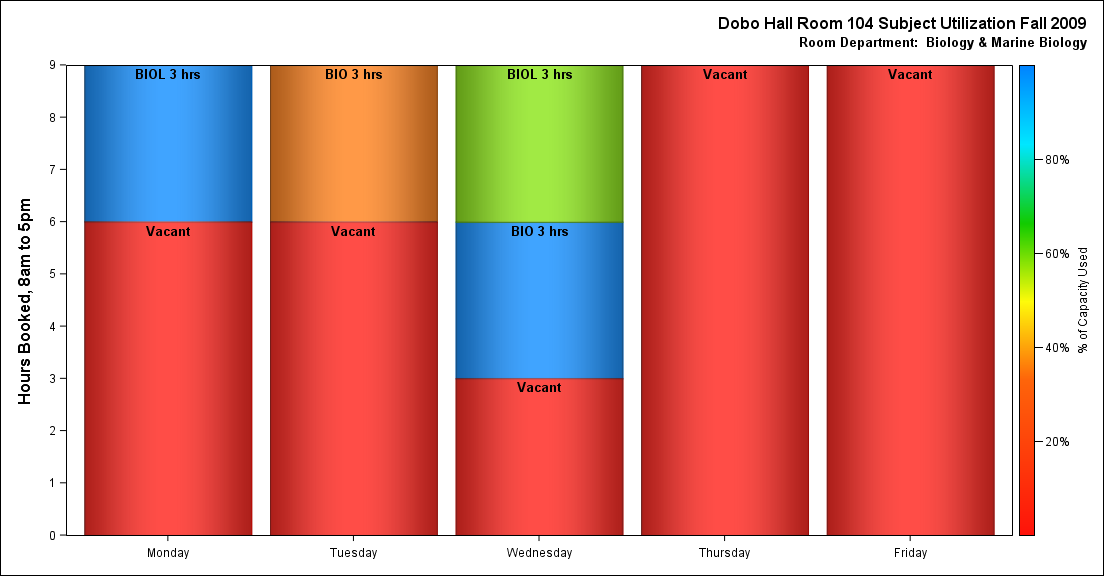 Dobo Hall Room 104 Subject Utilization Fall 2009
Room Department:  Biology & Marine Biology
Hours Booked, 8am to 5pm
9
8
7
6
5
4
3
2
1
0
BIOL 3 hrs
Vacant
BIO 3 hrs
Vacant
BIOL 3 hrs
BIO 3 hrs
Vacant
Vacant
Vacant
Monday
Tuesday
Wednesday
Thursday
Friday
80%
60%
40%
20%
% of Capacity Used